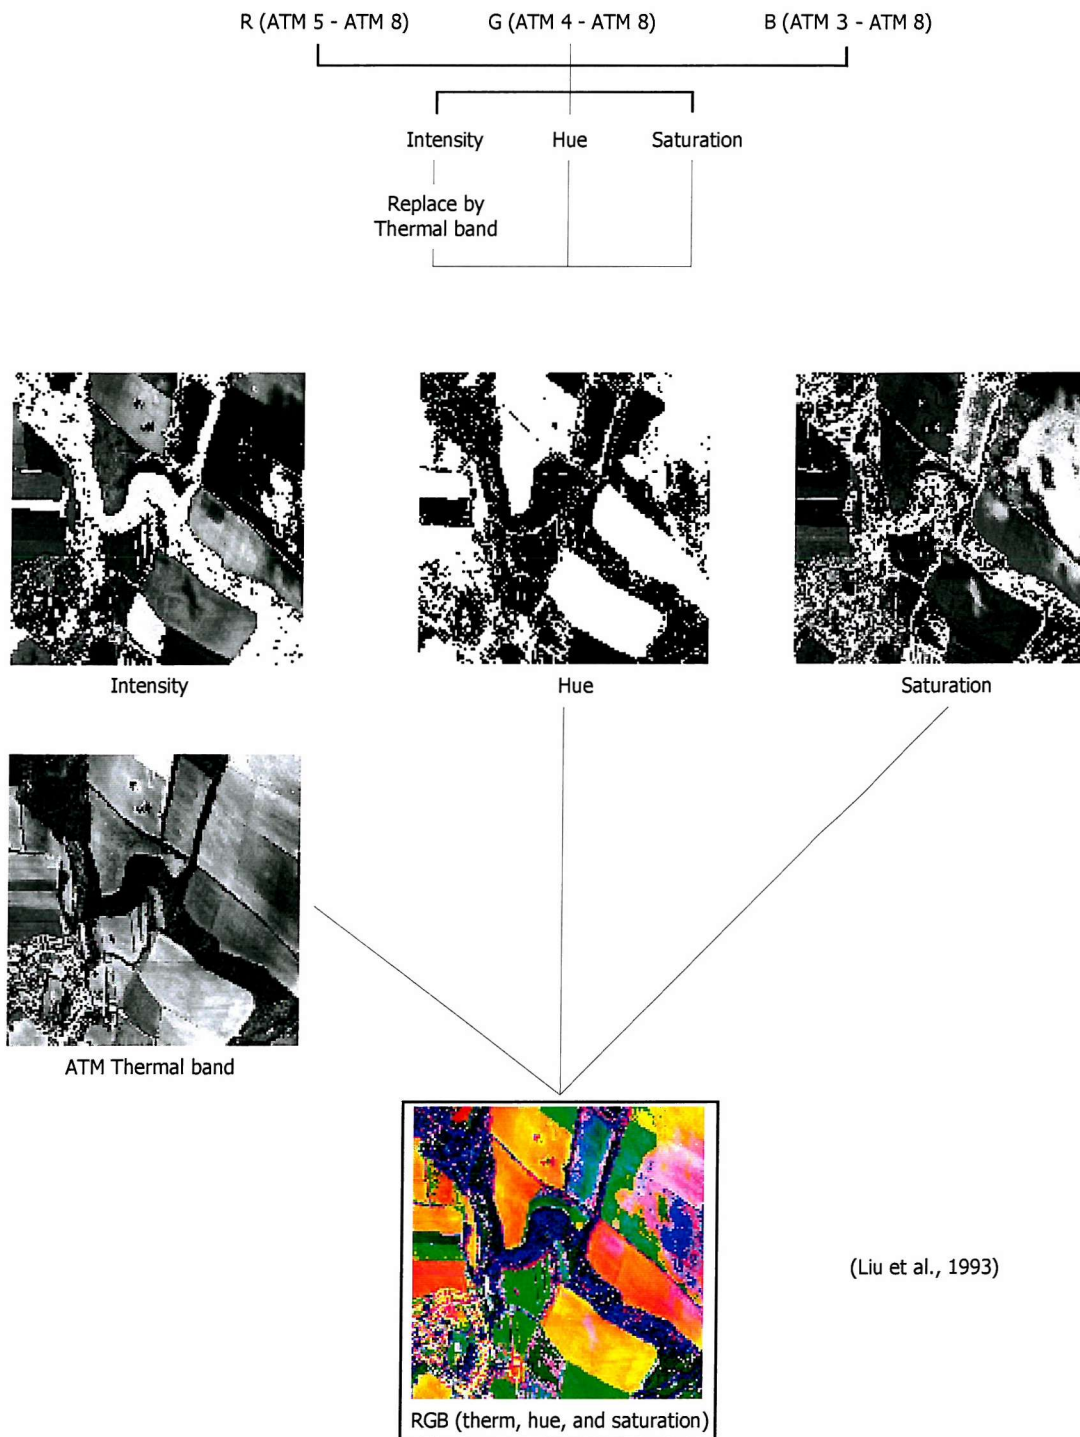 R (ATM 5 - ATM 8) G (ATM 4 - ATM 8) B (ATM 3 - ATM 8)
Intensity Hue Saturation
Replace by
Thermal band
Intensity Hue Saturation
ATM Thermal band
(Liu et al., 1993)
RGB (therm, hue, and saturation)